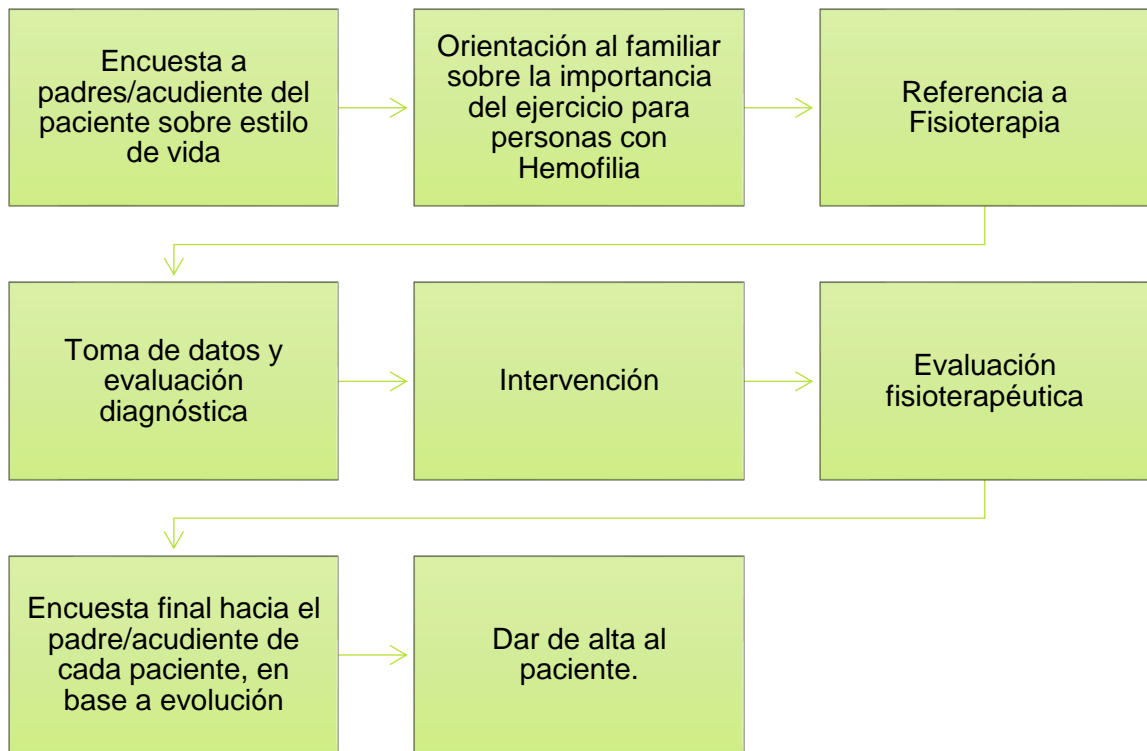 Encuesta a
padres/acudiente del
paciente sobre estilo
de vida
Orientación al familiar
sobre la importancia
del ejercicio para
personas con
Hemofilia
Referencia a
Fisioterapia
Toma de datos y
evaluación
diagnóstica
Intervención
Evaluación
fisioterapéutica
Encuesta final hacia el
padre/acudiente de
cada paciente, en
base a evolución
Dar de alta al
paciente.